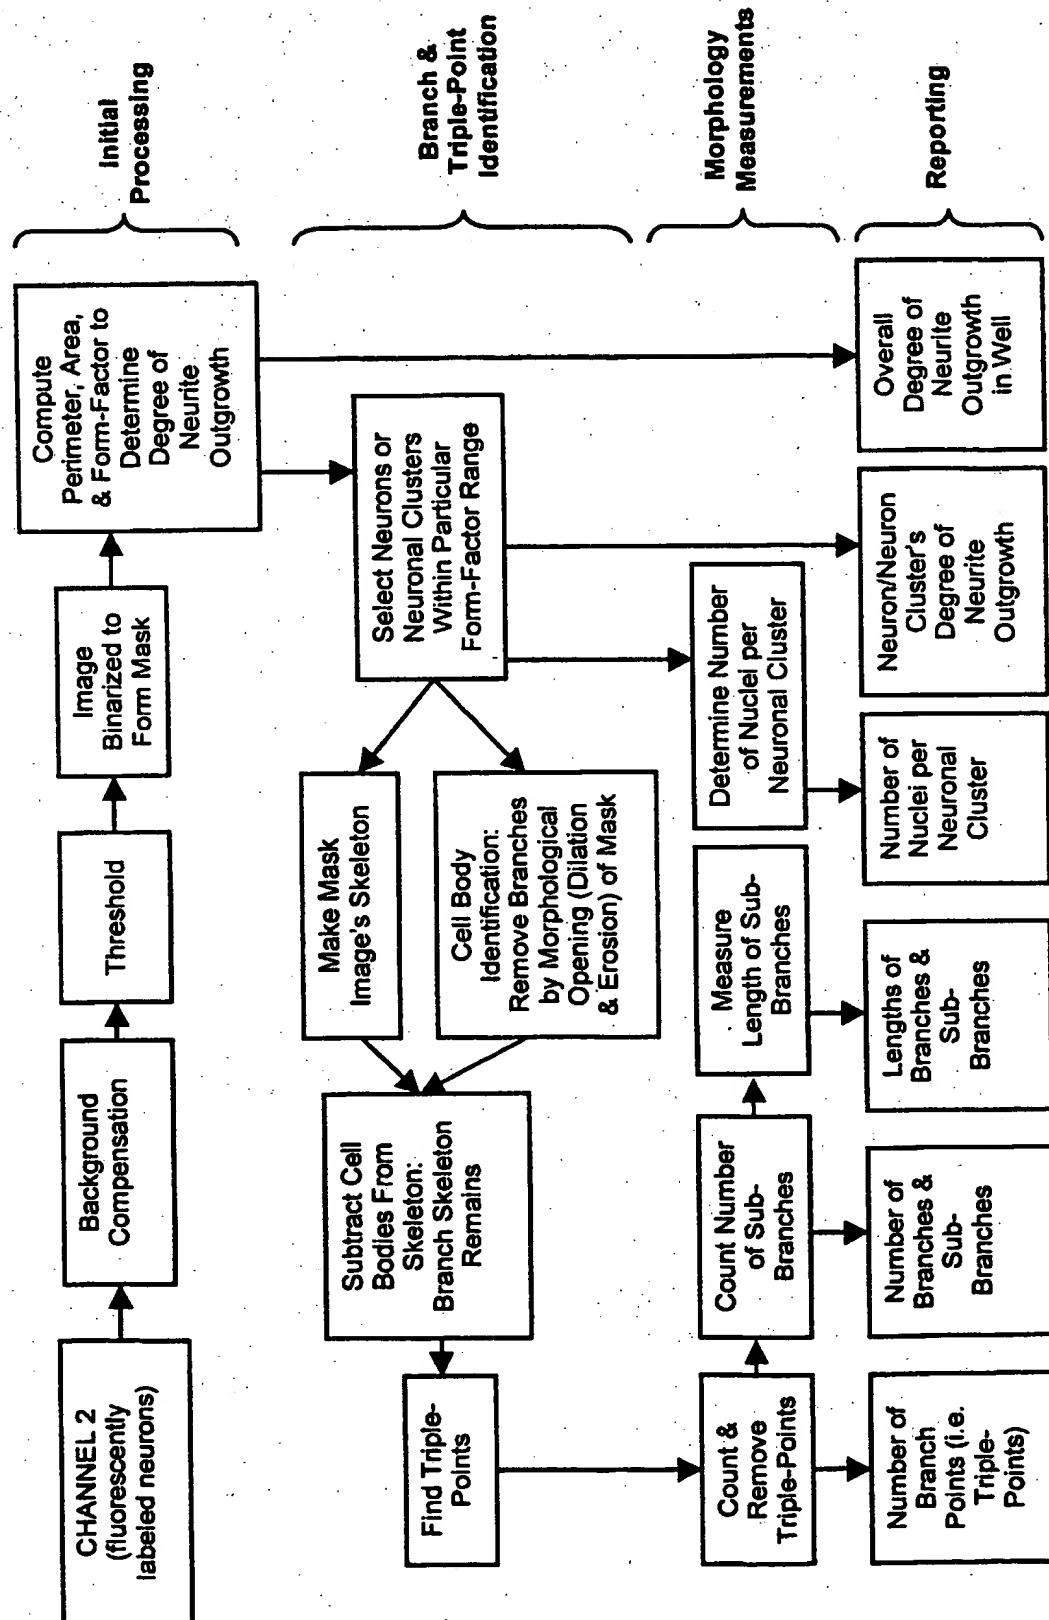 CHANNEL 2
(fluorescently
labeled neurons)
Background
Compensation
Threshold
Image
Binarized to
Form Mask
Compute
Perimeter, Area,
& Form-Factor to
Determine
Degree of
Neurite
Outgrowth
Initial
Processing
Find Triple-
Points
Subtract Cell
Bodies From
Skeleton:
Branch Skeleton
Remains
Make Mask
Image's Skeleton
Cell Body
Identification:
Remove Branches
by Morphological
Opening (Dilation
& Erosion) of Mask
Select Neurons or
Neuronal Clusters
Within Particular
Form-Factor Range
Branch &
Triple-Point
Identification
Count &
Remove
Triple-Points
Count Number
of Sub-
Branches
Measure
Length of Sub-
Branches
Determine Number
of Nuclei per
Neuronal Cluster
Morphology
Measurements
Number of
Branch
Points (i.e.
Triple-
Points)
Number of
Branches &
Sub-
Branches
Lengths of
Branches &
Sub-
Branches
Number of
Nuclei per
Neuronal
Cluster
Neuron/Neuron
Cluster's
Degree of
Neurite
Outgrowth
Overall
Degree of
Neurite
Outgrowth
in Well
Reporting